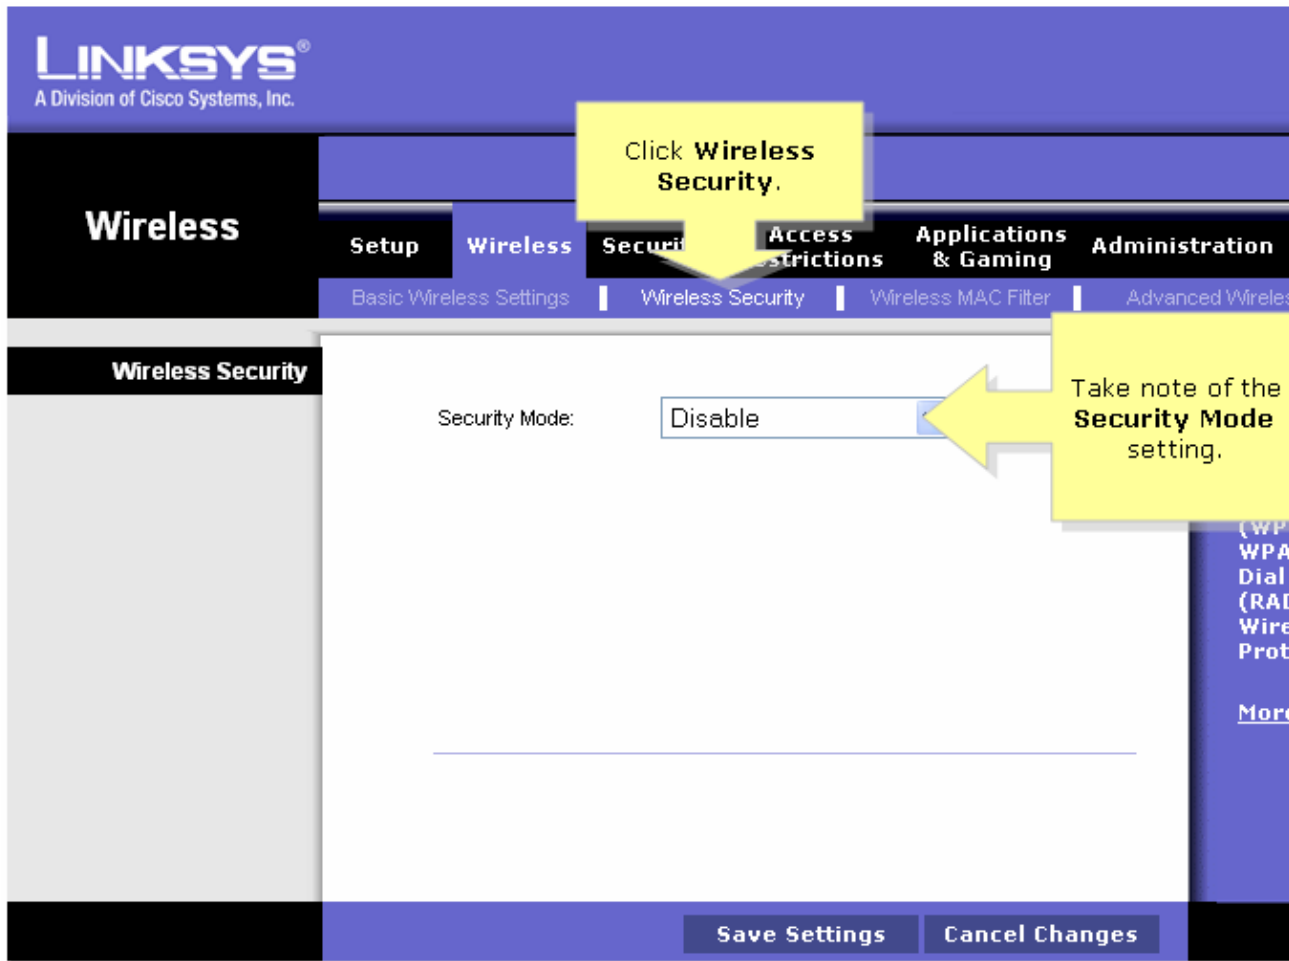 LINKSYS®
A Division of Cisco Systems, Inc.
Click Wireless
Security.
Wireless
Setup
Wireless
Access
Applications
& Gaming
Administration
Basic Wireless Settings
Wireless Security
Wireless MAC Filter
Advanced
Wireless Security
Security Mode:
Disable
Take note of the
Security Mode
setting.
WPA
Dial
More
Save Settings
Cancel Changes